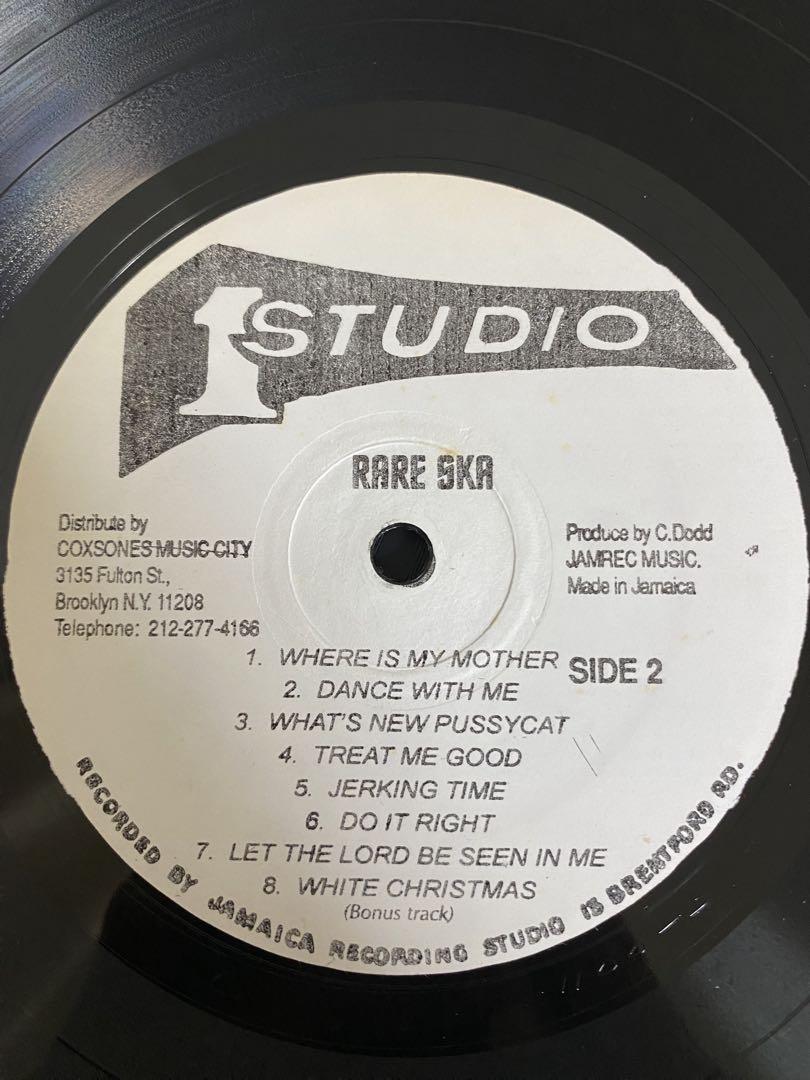 1 STUDIO
RARE SKA
Distribute by
COXSONES MUSIC CITY
3135 Fulton St.,
Brooklyn N.Y. 11208
Telephone: 212-277-4166
Produce by C.Dodd
JAMREC MUSIC.
Made in Jamaica
SIDE 2
1. WHERE IS MY MOTHER
2. DANCE WITH ME
3. WHAT'S NEW PUSSYCAT
4. TREAT ME GOOD
5. JERKING TIME
6. DO IT RIGHT
7. LET THE LORD BE SEEN IN ME
8. WHITE CHRISTMAS
(Bonus track)
RECORDED BY JAMAICA RECORDING STUDIO 13 BRENTFORD RD.